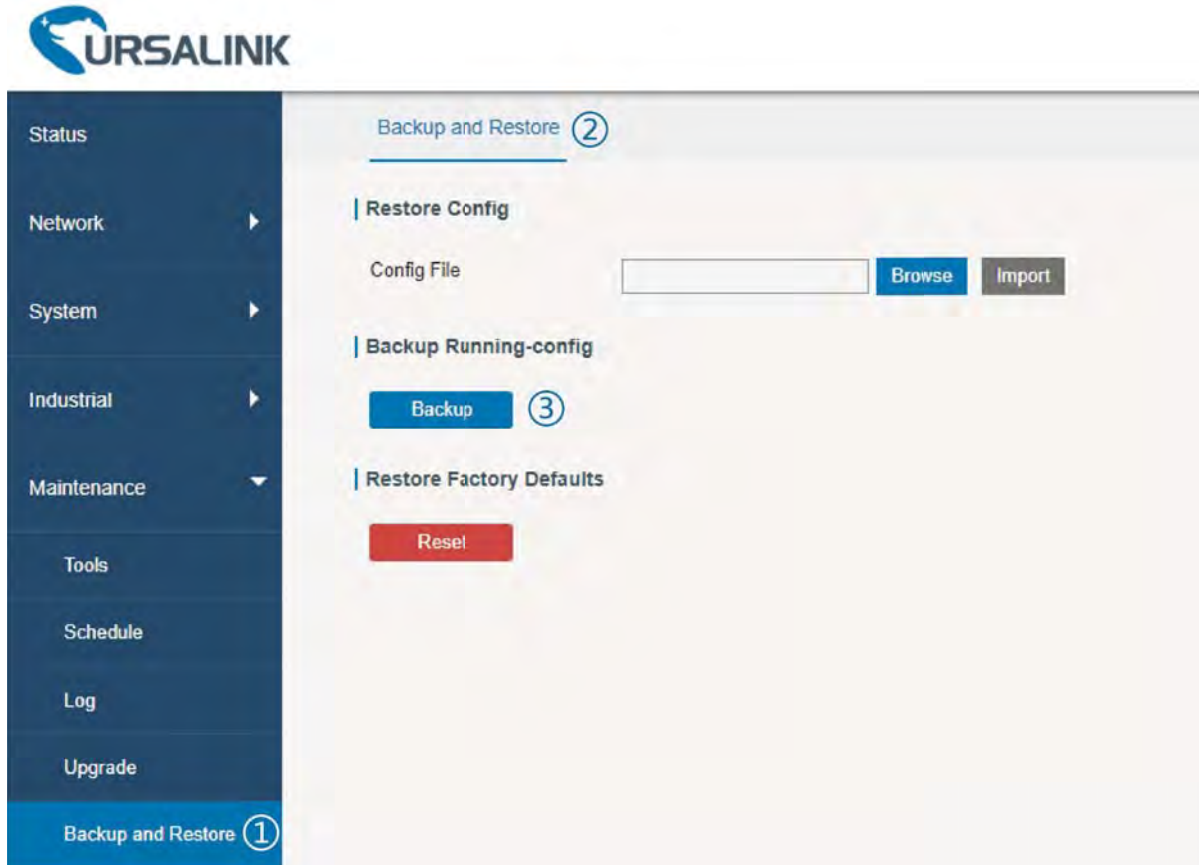 URSALINK
Status
Network
System
Industrial
Maintenance
Tools
Schedule
Log
Upgrade
Backup and Restore ①
Backup and Restore ②
Restore Config
Config File
Browse Import
Backup Running-config
Backup ③
Restore Factory Defaults
Reset